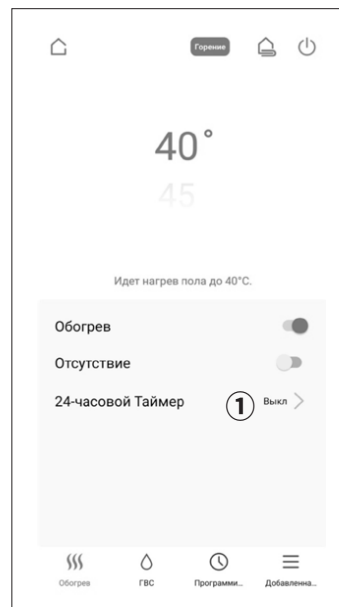 Горение
40°
45
Идет нагрев пола до 40°C.
Обогрев
Отсутствие
24-часовой Таймер
1 Выкл
Обогрев ГВС Программи... Добавленна...